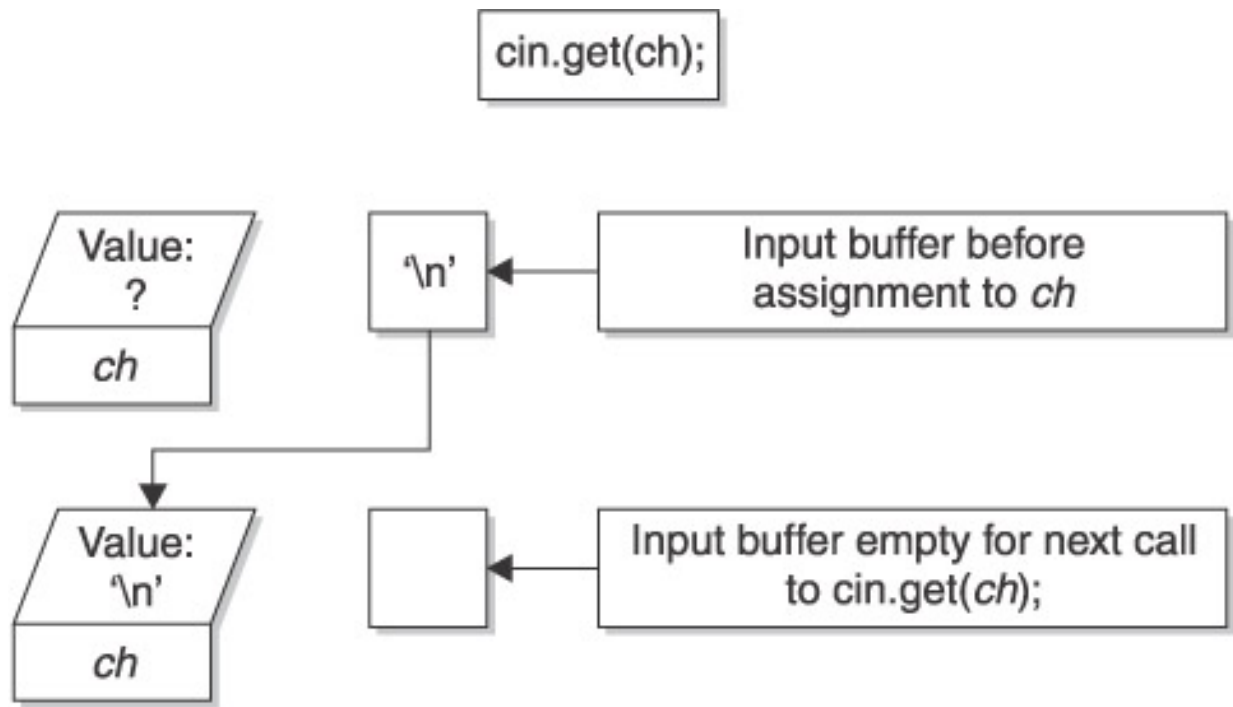 cin.get(ch);
Value:
?
ch
‘\n’
Input buffer before
assignment to ch
Value:
‘\n’
ch
Input buffer empty for next call
to cin.get(ch);